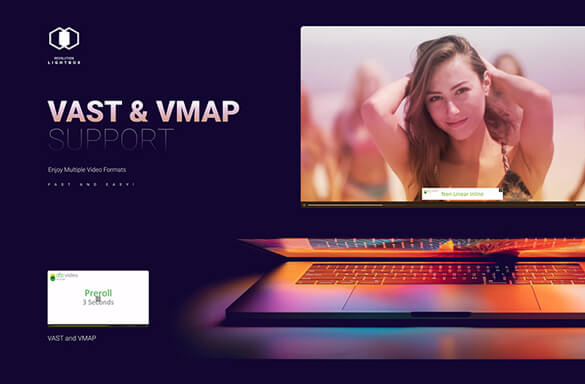 REVOLUTION
LIGHTBOX
VAST & VMAP
SUPPORT
Enjoy Multiple Video Formats
FAST AND EASY!
Non-Linear Inline
video
Preroll
3 Seconds
VAST and VMAP